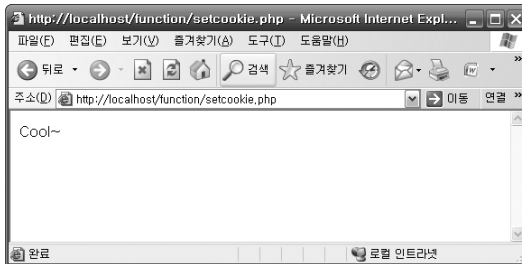 http://localhost/function/setcookie.php - Microsoft Internet Expl...
파일(F) 편집(E) 보기(V) 즐겨찾기(A) 도구(T) 도움말(H)
뒤로 검색 즐겨찾기 »
주소(D) http://localhost/function/setcookie.php 이동 연결 »
Cool~
완료 로컬 인트라넷